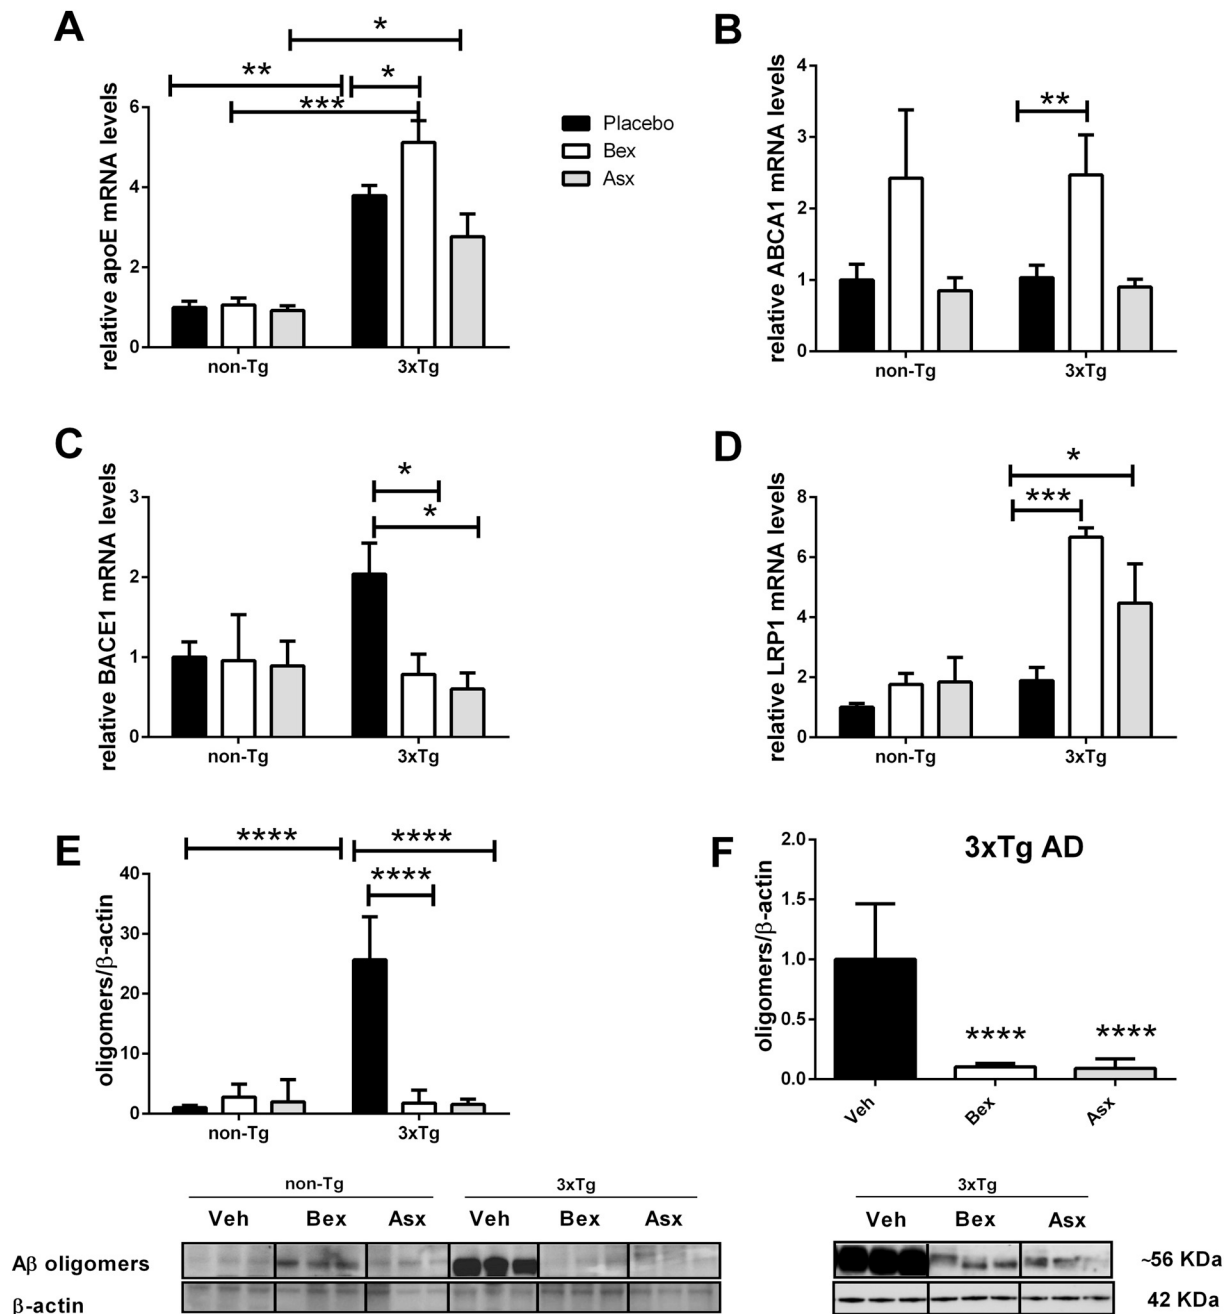 A
*
**
*
***
relative apoE mRNA levels
6
4
2
0
non-Tg
3xTg
Placebo
Bex
Asx
B
**
relative ABCA1 mRNA levels
4
3
2
1
0
non-Tg
3xTg
C
*
*
relative BACE1 mRNA levels
3
2
1
0
non-Tg
3xTg
D
*
***
relative LRP1 mRNA levels
8
6
4
2
0
non-Tg
3xTg
E
****
****
****
oligomers/β-actin
40
30
20
10
0
non-Tg
3xTg
F
3xTg AD
oligomers/β-actin
2.0
1.5
1.0
0.5
0.0
****
****
Veh
Bex
Asx
non-Tg
3xTg
Veh
Bex
Asx
Veh
Bex
Asx
Aβ oligomers
β-actin
3xTg
Veh
Bex
Asx
~56 KDa
42 KDa